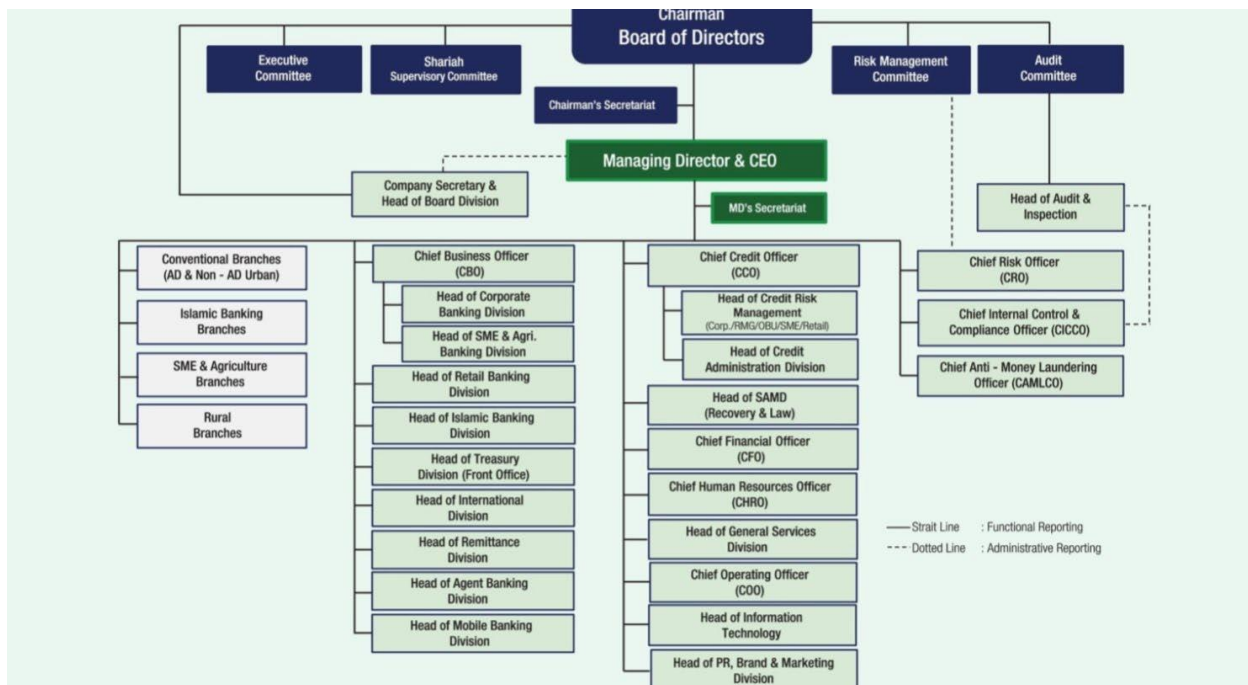 Chairman
Board of Directors
Executive
Committee
Shariah
Supervisory Committee
Risk Management
Committee
Audit
Committee
Chairman's Secretariat
Managing Director & CEO
Company Secretary &
Head of Board Division
MD's Secretariat
Head of Audit &
Inspection
Conventional Branches
(AD & Non - AD Urban)
Islamic Banking
Branches
SME & Agriculture
Branches
Rural
Branches
Chief Business Officer
(CBO)
Head of Corporate
Banking Division
Head of SME & Agri.
Banking Division
Head of Retail Banking
Division
Head of Islamic Banking
Division
Head of Treasury
Division (Front Office)
Head of International
Division
Head of Remittance
Division
Head of Agent Banking
Division
Head of Mobile Banking
Division
Chief Credit Officer
(CCO)
Head of Credit Risk
Management
(Corp./RMG/OBU/SME/Retail)
Head of Credit
Administration Division
Head of SAMD
(Recovery & Law)
Chief Financial Officer
(CFO)
Chief Human Resources Officer
(CHRO)
Head of General Services
Division
Chief Operating Officer
(COO)
Head of Information
Technology
Head of PR, Brand & Marketing
Division
Chief Risk Officer
(CRO)
Chief Internal Control &
Compliance Officer (CICCO)
Chief Anti - Money Laundering
Officer (CAMLCO)
Strait Line : Functional Reporting
Dotted Line : Administrative Reporting